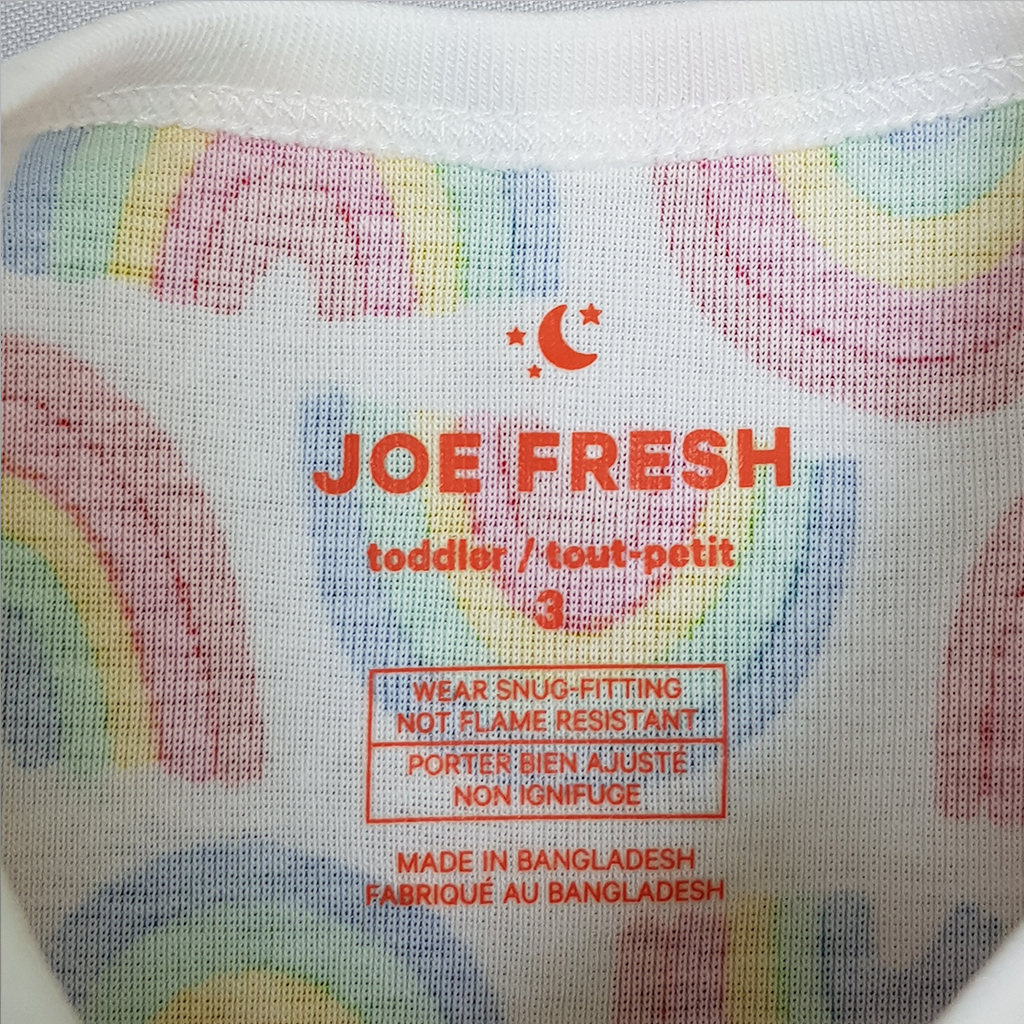 JOE FRESH
toddler / tout-petit
3
WEAR SNUG-FITTING
NOT FLAME RESISTANT
PORTER BIEN AJUSTÉ
NON IGNIFUGE
MADE IN BANGLADESH
FABRIQUÉ AU BANGLADESH